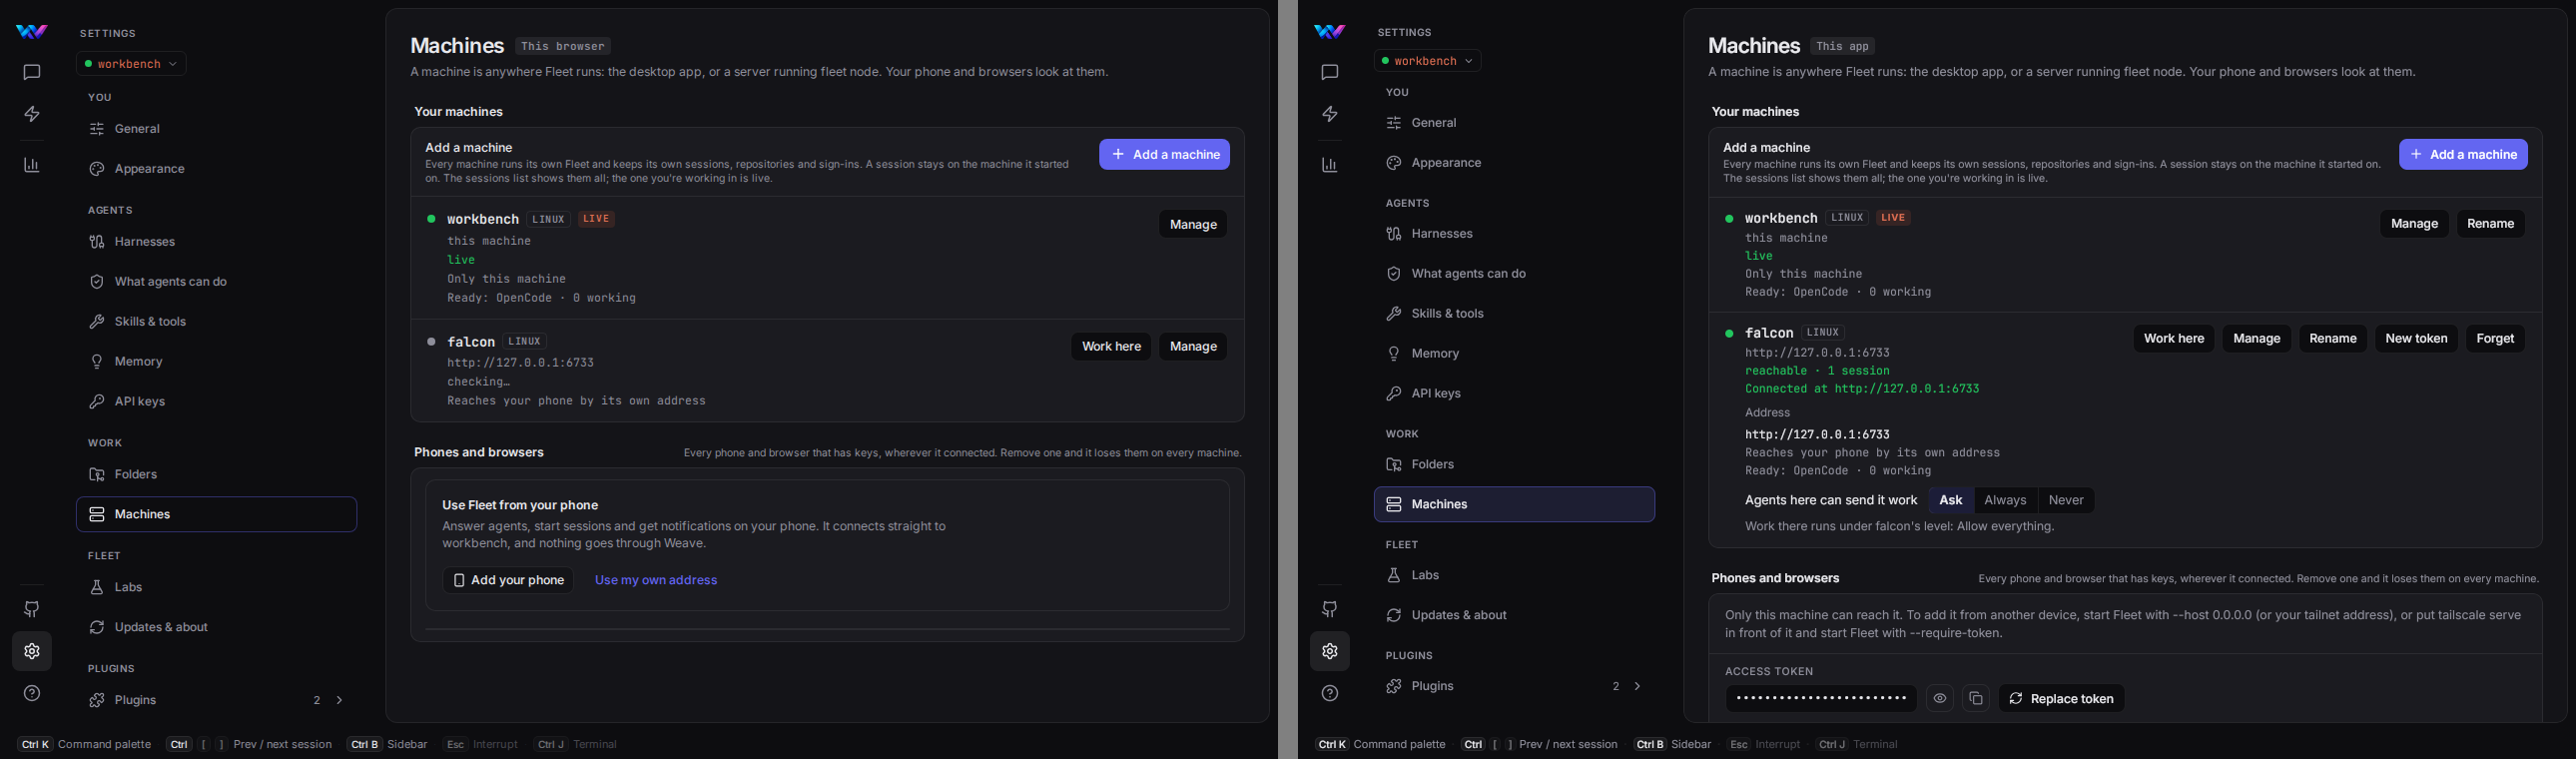 SETTINGS
workbench
YOU
General
Appearance
AGENTS
Harnesses
What agents can do
Skills & tools
Memory
API keys
WORK
Folders
Machines
FLEET
Labs
Updates & about
PLUGINS
Plugins 2
Machines This browser
A machine is anywhere Fleet runs: the desktop app, or a server running fleet node. Your phone and browsers look at them.
Your machines
Add a machine
Every machine runs its own Fleet and keeps its own sessions, repositories and sign-ins. A session stays on the machine it started
on. The sessions list shows them all; the one you're working in is live.
+ Add a machine
workbench LINUX LIVE
this machine
live
Only this machine
Ready: OpenCode · 0 working
Manage
falcon LINUX
http://127.0.0.1:6733
checking…
Reaches your phone by its own address
Work here Manage
Phones and browsers Every phone and browser that has keys, wherever it connected. Remove one and it loses them on every machine.
Use Fleet from your phone
Answer agents, start sessions and get notifications on your phone. It connects straight to
workbench, and nothing goes through Weave.
Add your phone Use my own address
Ctrl K Command palette Ctrl [ ] Prev / next session Ctrl B Sidebar Esc Interrupt Ctrl J Terminal
SETTINGS
workbench
YOU
General
Appearance
AGENTS
Harnesses
What agents can do
Skills & tools
Memory
API keys
WORK
Folders
Machines
FLEET
Labs
Updates & about
PLUGINS
Plugins 2
Machines This app
A machine is anywhere Fleet runs: the desktop app, or a server running fleet node. Your phone and browsers look at them.
Your machines
Add a machine
Every machine runs its own Fleet and keeps its own sessions, repositories and sign-ins. A session stays on the machine it started on.
The sessions list shows them all; the one you're working in is live.
+ Add a machine
workbench LINUX LIVE
this machine
live
Only this machine
Ready: OpenCode · 0 working
Manage Rename
falcon LINUX
http://127.0.0.1:6733
reachable · 1 session
Connected at http://127.0.0.1:6733
Work here Manage Rename New token Forget
Address
http://127.0.0.1:6733
Reaches your phone by its own address
Ready: OpenCode · 0 working
Agents here can send it work Ask Always Never
Work there runs under falcon's level: Allow everything.
Phones and browsers Every phone and browser that has keys, wherever it connected. Remove one and it loses them on every machine.
Only this machine can reach it. To add it from another device, start Fleet with --host 0.0.0.0 (or your tailnet address), or put tailscale serve
in front of it and start Fleet with --require-token.
ACCESS TOKEN
•••••••••••••••••••••••• Replace token
Ctrl K Command palette Ctrl [ ] Prev / next session Ctrl B Sidebar Esc Interrupt Ctrl J Terminal